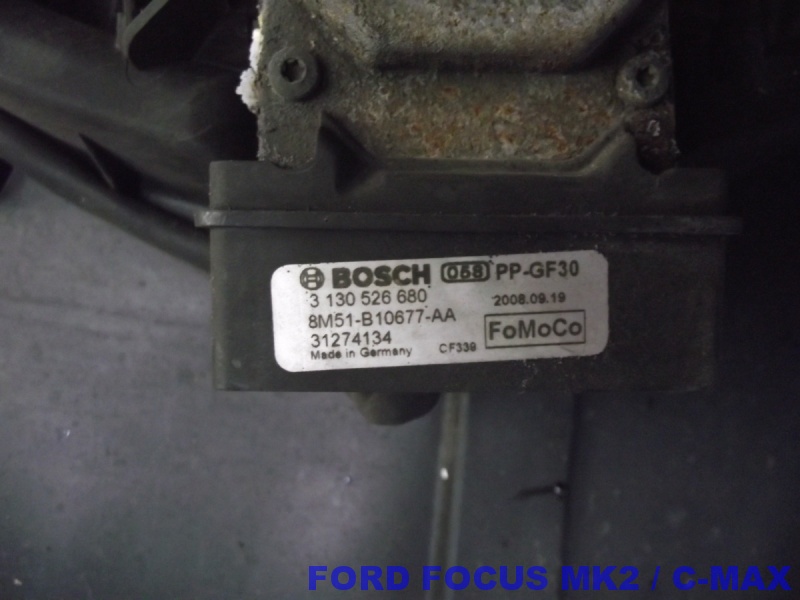 BOSCH 068 PP-GF30
3 130 526 680 2008.09.19
8M51-B10677-AA
31274134 FoMoCo
Made in Germany CF339
FORD FOCUS MK2 / C-MAX